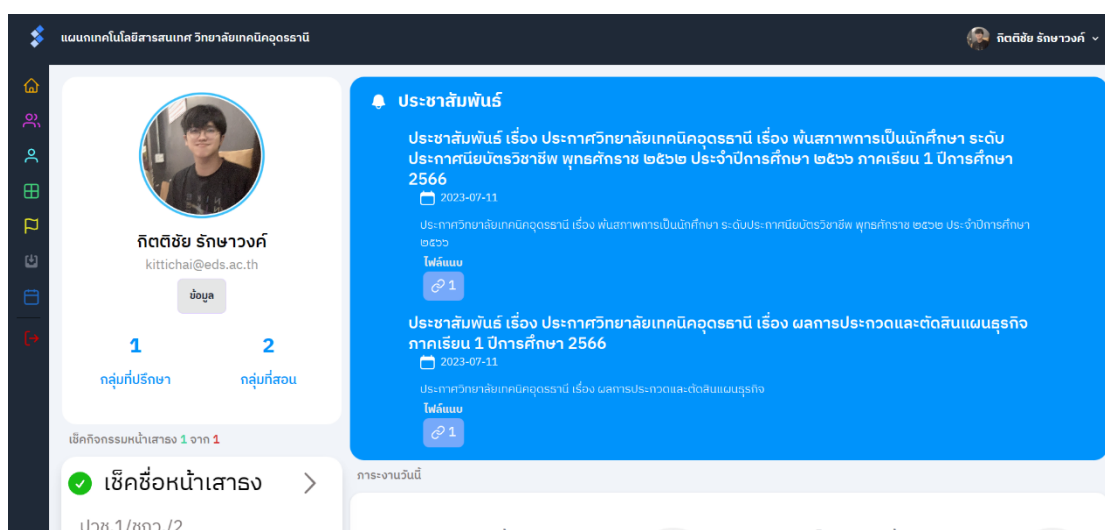 แผนกเทคโนโลยีสารสนเทศ วิทยาลัยเทคนิคอุดรธานี
กิตติชัย รักษาวงค์
กิตติชัย รักษาวงค์
kittichai@eds.ac.th
ข้อมูล
1 2
กลุ่มที่ปรึกษา กลุ่มที่สอน
เช็คกิจกรรมหน้าเสาธง 1 จาก 1
เช็คชื่อหน้าเสาธง
ประชาสัมพันธ์
ประชาสัมพันธ์ เรื่อง ประกาศวิทยาลัยเทคนิคอุดรธานี เรื่อง พ้นสภาพการเป็นนักศึกษา ระดับ
ประกาศนียบัตรวิชาชีพ พุทธศักราช ๒๕๖๒ ประจำปีการศึกษา ๒๕๖๖ ภาคเรียน 1 ปีการศึกษา
2566
2023-07-11
ประกาศวิทยาลัยเทคนิคอุดรธานี เรื่อง พ้นสภาพการเป็นนักศึกษา ระดับประกาศนียบัตรวิชาชีพ พุทธศักราช ๒๕๖๒ ประจำปีการศึกษา
๒๕๖๖
ไฟล์แนบ
1
ประชาสัมพันธ์ เรื่อง ประกาศวิทยาลัยเทคนิคอุดรธานี เรื่อง ผลการประกวดและตัดสินแผนธุรกิจ
ภาคเรียน 1 ปีการศึกษา 2566
2023-07-11
ประกาศวิทยาลัยเทคนิคอุดรธานี เรื่อง ผลการประกวดและตัดสินแผนธุรกิจ
ไฟล์แนบ
1
ภาระงานวันนี้